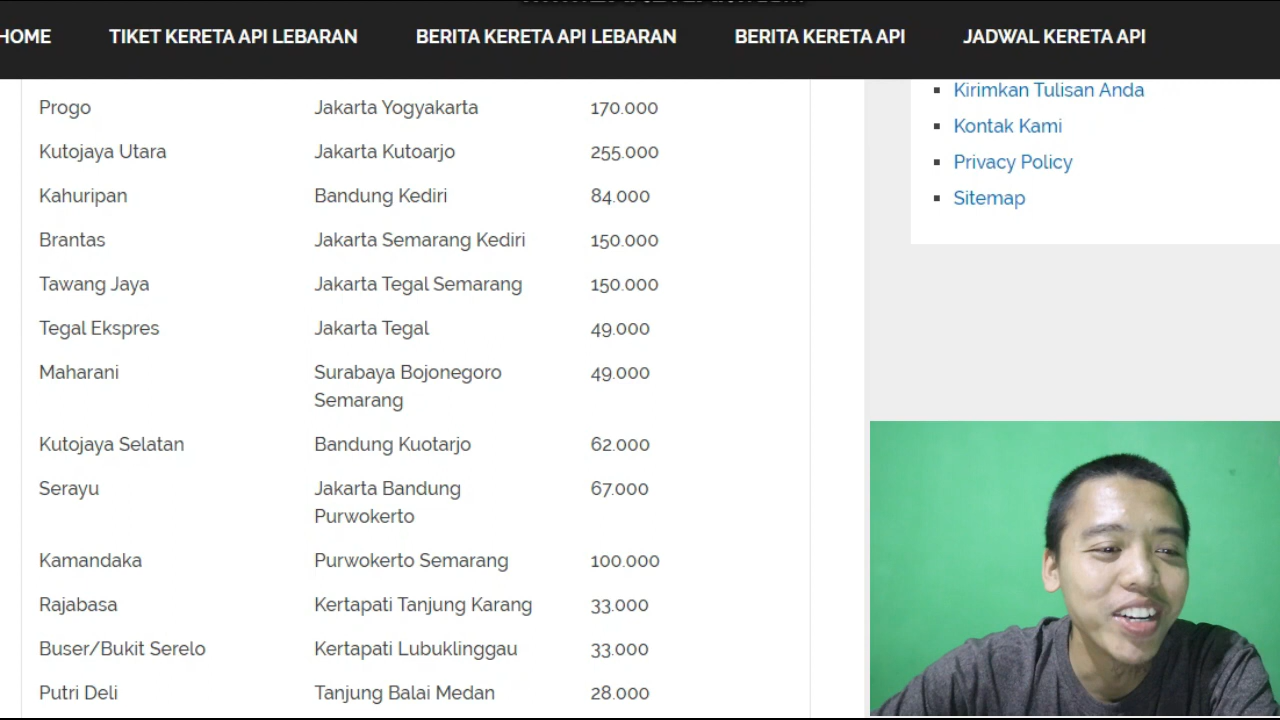 HOME TIKET KERETA API LEBARAN BERITA KERETA API LEBARAN BERITA KERETA API JADWAL KERETA API
Progo Jakarta Yogyakarta 170.000
Kutojaya Utara Jakarta Kutoarjo 255.000
Kahuripan Bandung Kediri 84.000
Brantas Jakarta Semarang Kediri 150.000
Tawang Jaya Jakarta Tegal Semarang 150.000
Tegal Ekspres Jakarta Tegal 49.000
Maharani Surabaya Bojonegoro 49.000
Semarang
Kutojaya Selatan Bandung Kuotarjo 62.000
Serayu Jakarta Bandung 67.000
Purwokerto
Kamandaka Purwokerto Semarang 100.000
Rajabasa Kertapati Tanjung Karang 33.000
Buser/Bukit Serelo Kertapati Lubuklinggau 33.000
Putri Deli Tanjung Balai Medan 28.000
Kirimkan Tulisan Anda
Kontak Kami
Privacy Policy
Sitemap